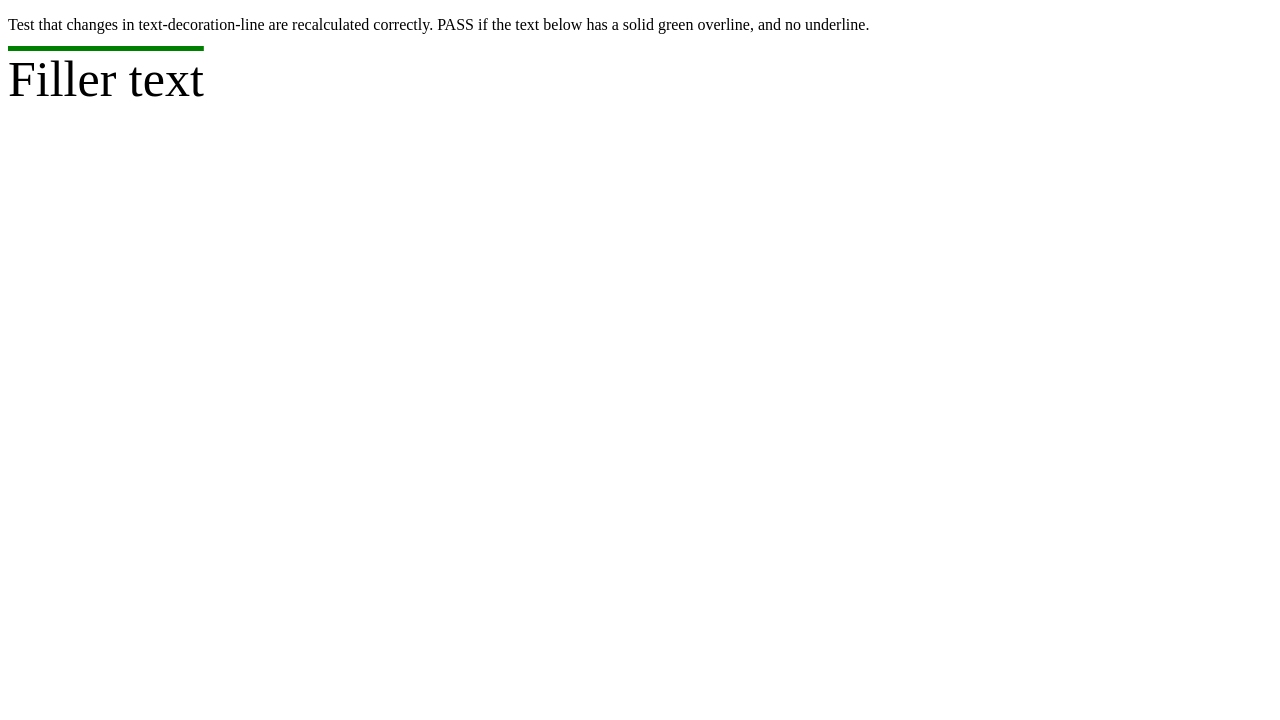 Test that changes in text-decoration-line are recalculated correctly. PASS if the text below has a solid green overline, and no underline.
Filler text